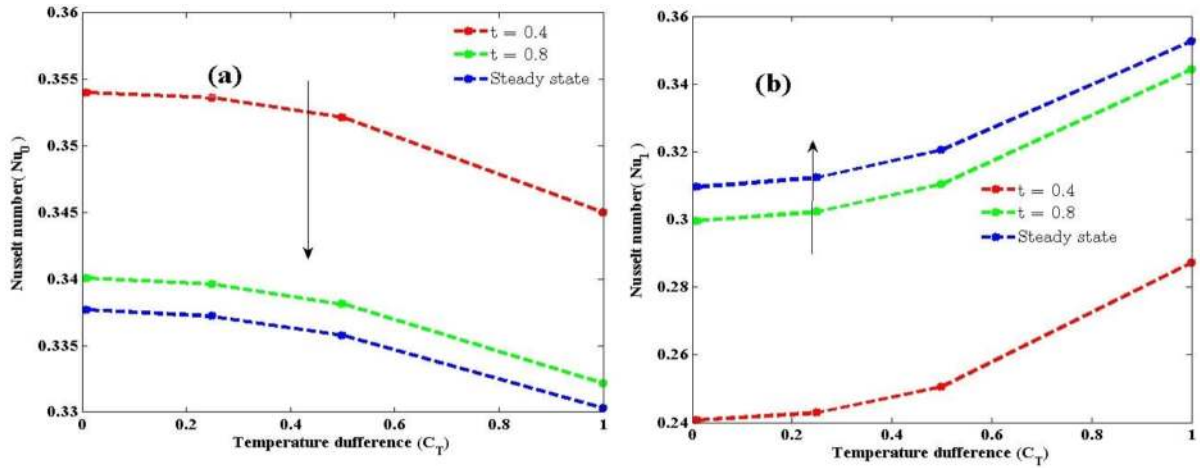 0.36
0.355
0.35
0.345
0.34
0.335
0.33
Nusselt number( Nu0)
(a)
t = 0.4
t = 0.8
Steady state
0
0.2
0.4
0.6
0.8
1
Temperature dufference (CT)
0.36
0.34
0.32
0.3
0.28
0.26
0.24
Nusselt number( Nu1)
(b)
t = 0.4
t = 0.8
Steady state
0
0.2
0.4
0.6
0.8
1
Temperature dufference (CT)